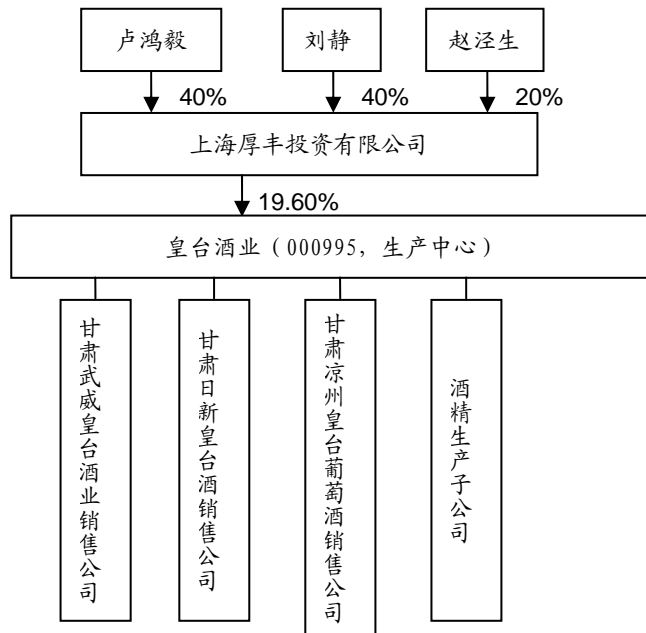 卢鸿毅
刘静
赵泾生
40%
40%
20%
上海厚丰投资有限公司
19.60%
皇台酒业（000995，生产中心）
甘肃武威皇台酒业销售公司
甘肃日新皇台酒销售公司
甘肃凉州皇台葡萄酒销售公司
酒精生产子公司